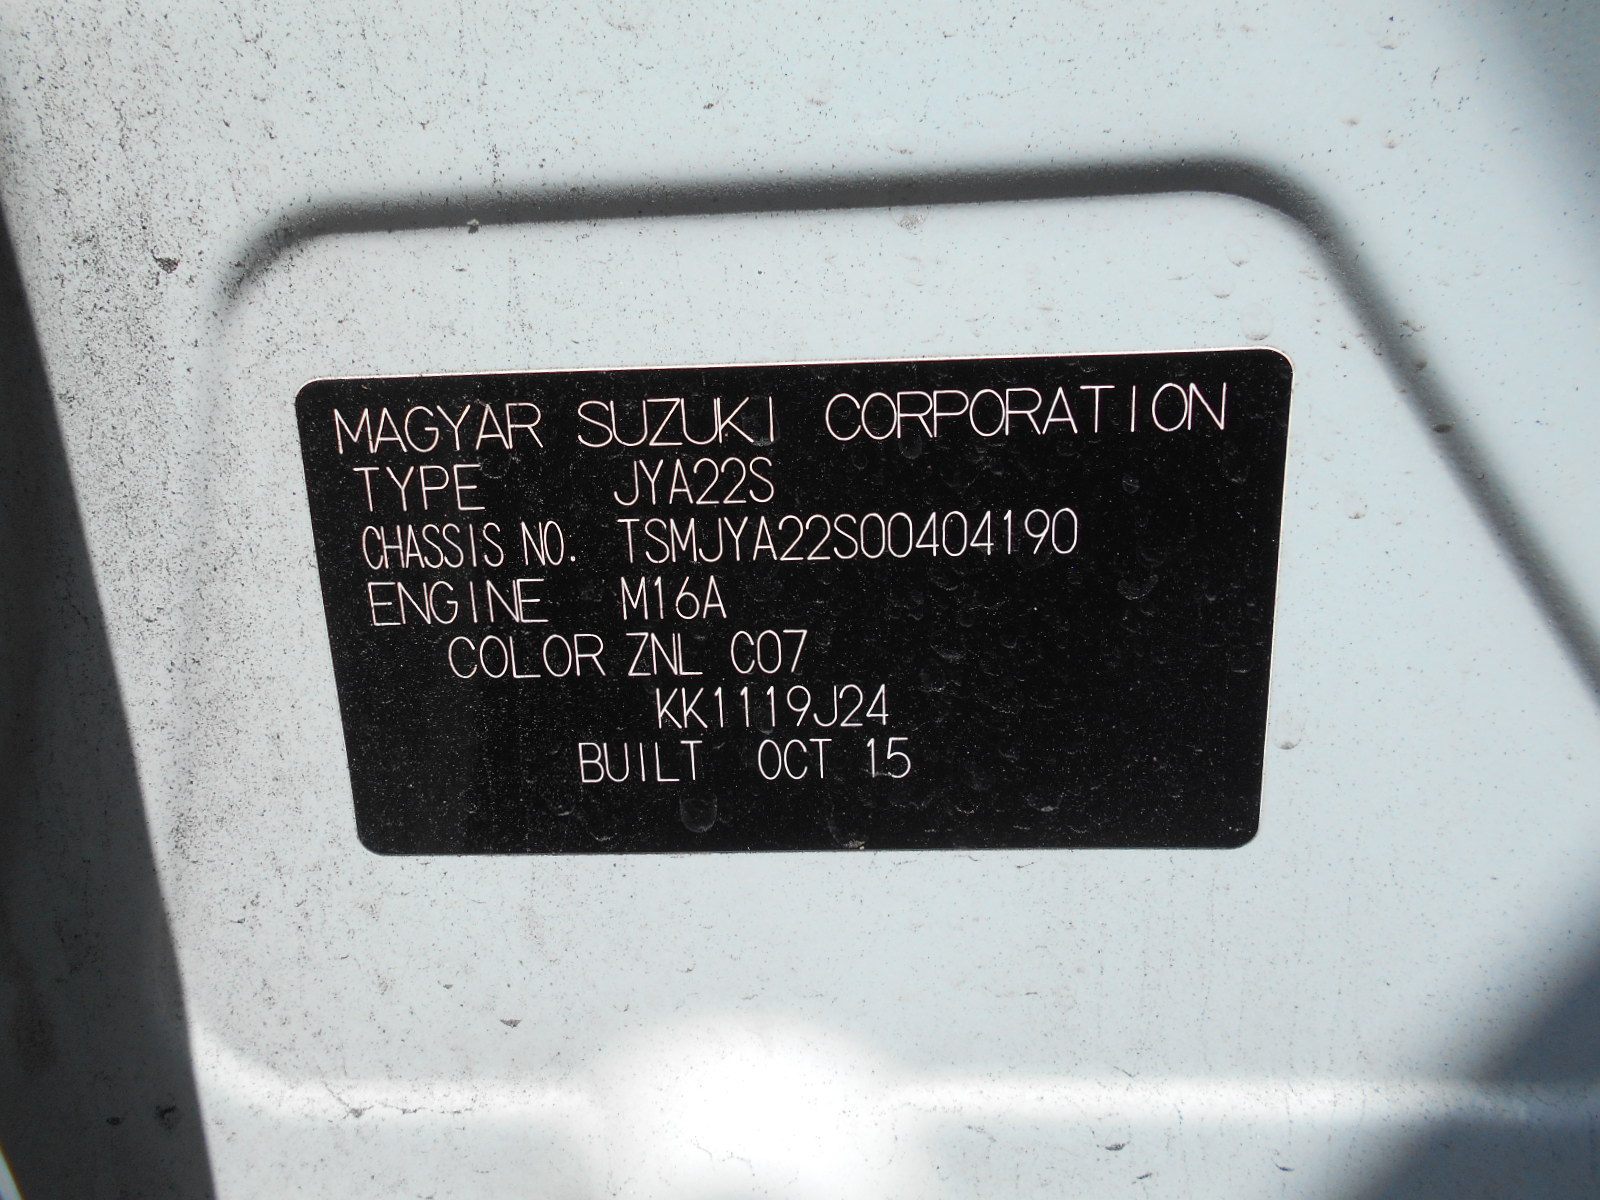 MAGYAR SUZUKI CORPORATION
TYPE JYA22S
CHASSIS NO. TSMJYA22S00404190
ENGINE M16A
COLOR ZNL C07
KK1119J24
BUILT OCT 15